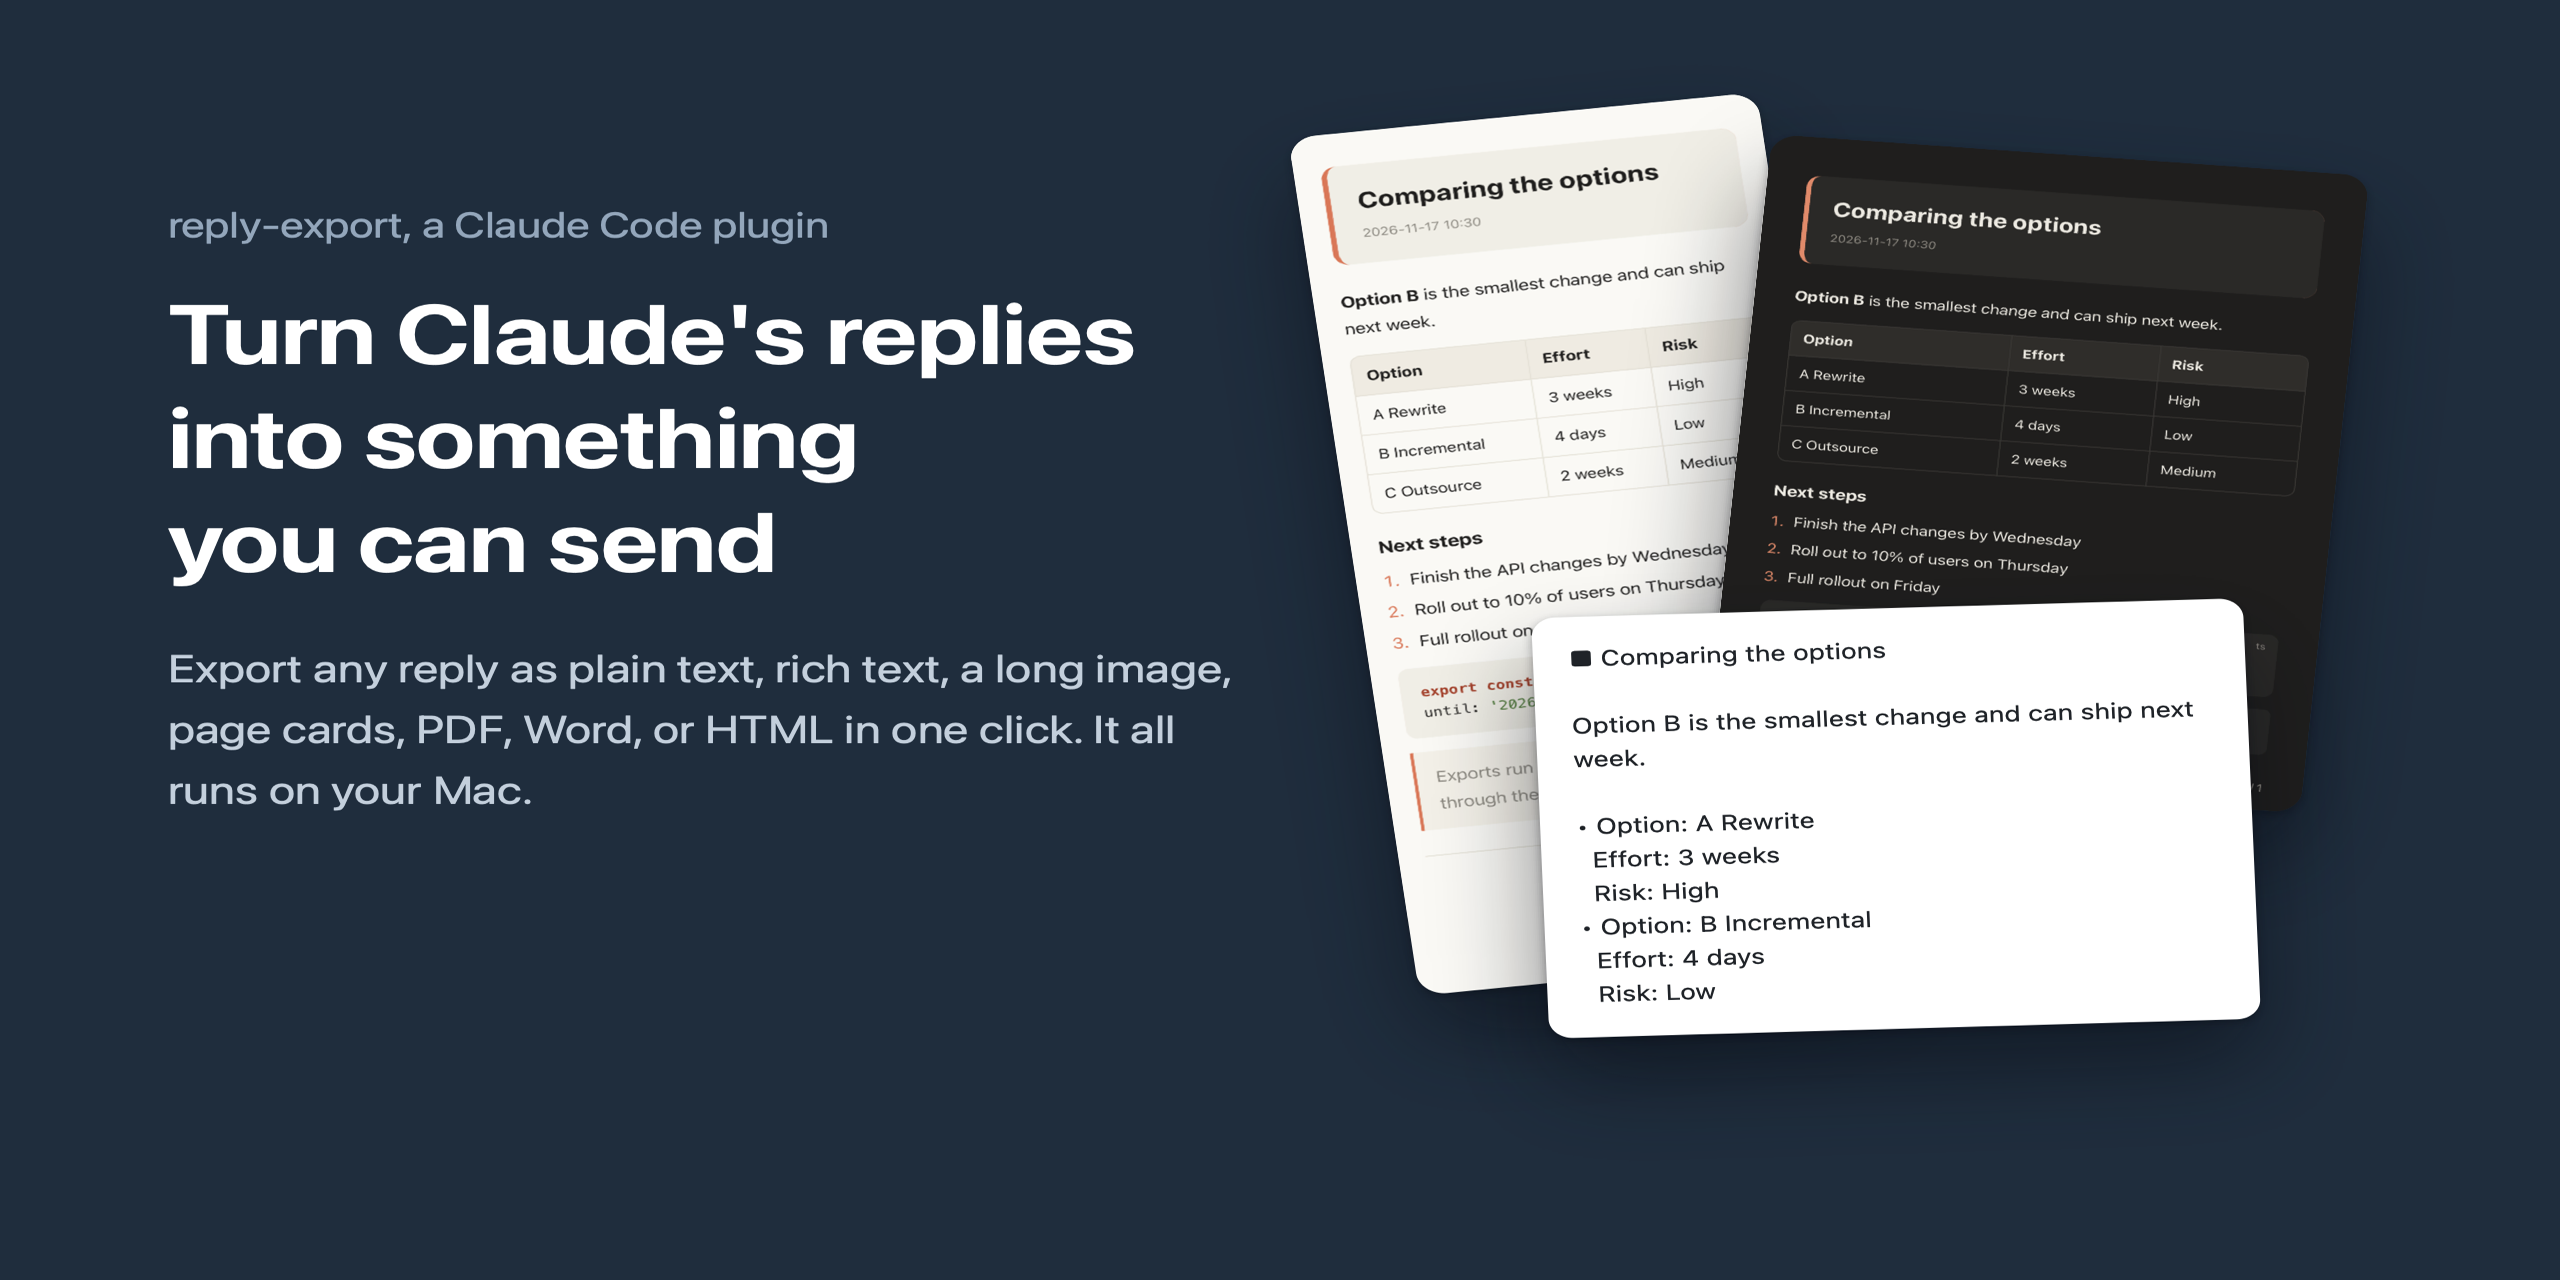 reply-export, a Claude Code plugin
Turn Claude's replies
into something
you can send
Export any reply as plain text, rich text, a long image,
page cards, PDF, Word, or HTML in one click. It all
runs on your Mac.
Comparing the options
2026-11-17 10:30
Option B is the smallest change and can ship
next week.
Option Effort Risk
A Rewrite 3 weeks High
B Incremental 4 days Low
C Outsource 2 weeks Medium
Next steps
1. Finish the API changes by Wednesday
2. Roll out to 10% of users on Thursday
3. Full rollout on
export const
until: '2026
Exports run
through the
Comparing the options
2026-11-17 10:30
Option B is the smallest change and can ship next week.
Option Effort Risk
A Rewrite 3 weeks High
B Incremental 4 days Low
C Outsource 2 weeks Medium
Next steps
1. Finish the API changes by Wednesday
2. Roll out to 10% of users on Thursday
3. Full rollout on Friday
ts
/ 1
■ Comparing the options
Option B is the smallest change and can ship next
week.
• Option: A Rewrite
Effort: 3 weeks
Risk: High
• Option: B Incremental
Effort: 4 days
Risk: Low